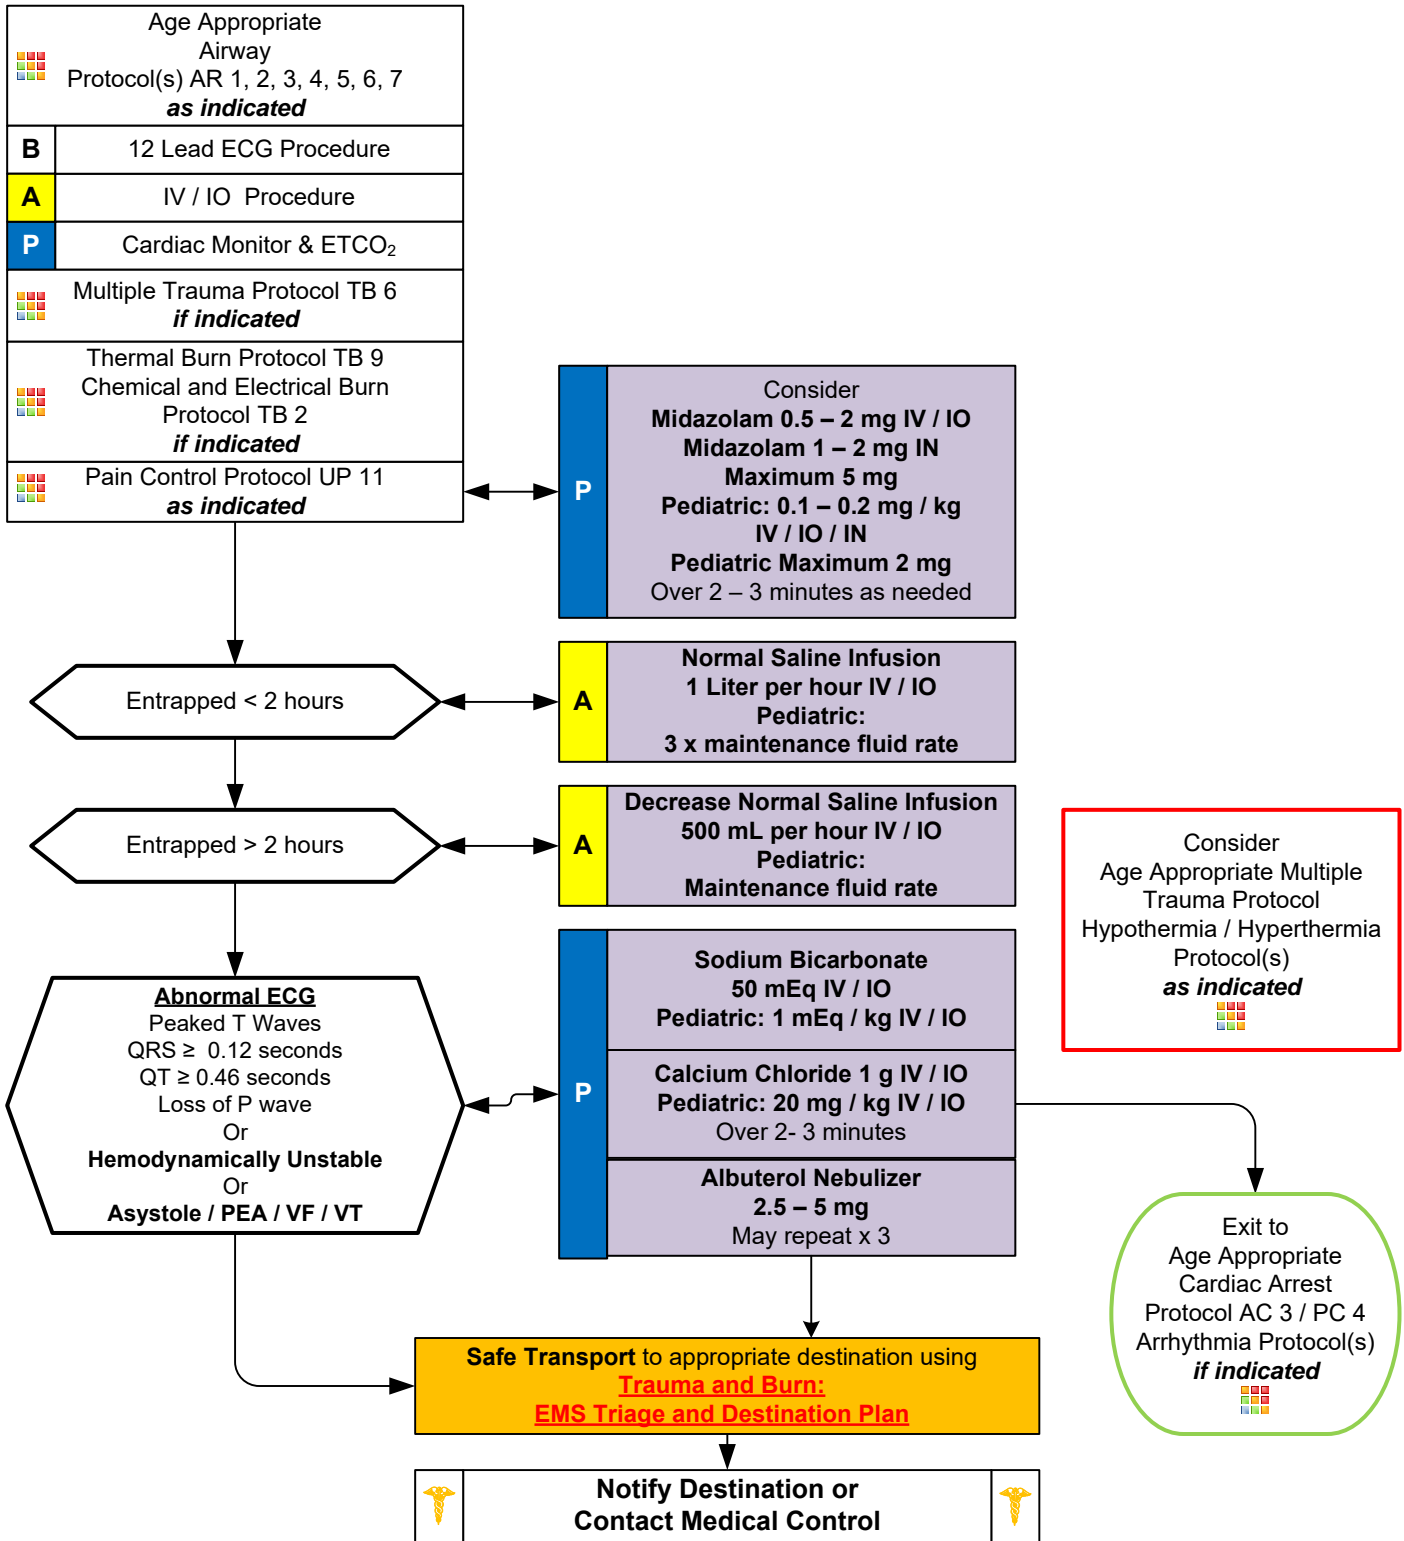 Age Appropriate
Airway
Protocol(s) AR 1, 2, 3, 4, 5, 6, 7
as indicated
B
12 Lead ECG Procedure
A
IV / IO Procedure
P
Cardiac Monitor & ETCO₂
Multiple Trauma Protocol TB 6
if indicated
Thermal Burn Protocol TB 9
Chemical and Electrical Burn
Protocol TB 2
if indicated
Pain Control Protocol UP 11
as indicated
P
Consider
Midazolam 0.5 – 2 mg IV / IO
Midazolam 1 – 2 mg IN
Maximum 5 mg
Pediatric: 0.1 – 0.2 mg / kg
IV / IO / IN
Pediatric Maximum 2 mg
Over 2 – 3 minutes as needed
Entrapped < 2 hours
A
Normal Saline Infusion
1 Liter per hour IV / IO
Pediatric:
3 x maintenance fluid rate
Entrapped > 2 hours
A
Decrease Normal Saline Infusion
500 mL per hour IV / IO
Pediatric:
Maintenance fluid rate
Consider
Age Appropriate Multiple
Trauma Protocol
Hypothermia / Hyperthermia
Protocol(s)
as indicated
Abnormal ECG
Peaked T Waves
QRS ≥ 0.12 seconds
QT ≥ 0.46 seconds
Loss of P wave
Or
Hemodynamically Unstable
Or
Asystole / PEA / VF / VT
P
Sodium Bicarbonate
50 mEq IV / IO
Pediatric: 1 mEq / kg IV / IO
Calcium Chloride 1 g IV / IO
Pediatric: 20 mg / kg IV / IO
Over 2- 3 minutes
Albuterol Nebulizer
2.5 – 5 mg
May repeat x 3
Exit to
Age Appropriate
Cardiac Arrest
Protocol AC 3 / PC 4
Arrhythmia Protocol(s)
if indicated
Safe Transport to appropriate destination using
Trauma and Burn:
EMS Triage and Destination Plan
Notify Destination or
Contact Medical Control